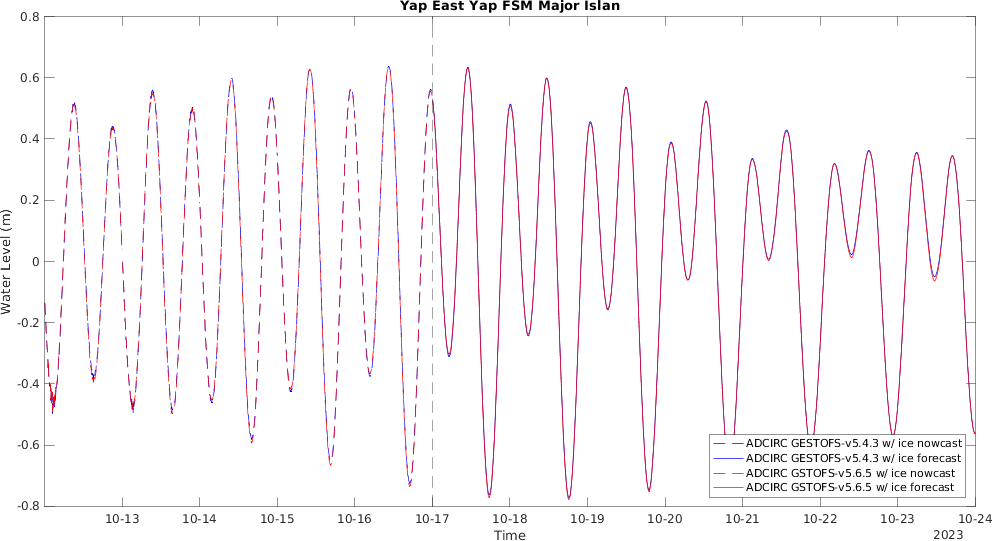 Yap East Yap FSM Major Islan
0.8
0.6
0.4
0.2
0
-0.2
-0.4
-0.6
-0.8
Water Level (m)
ADCIRC GESTOFS-v5.4.3 w/ ice nowcast
ADCIRC GESTOFS-v5.4.3 w/ ice forecast
ADCIRC GSTOFS-v5.6.5 w/ ice nowcast
ADCIRC GSTOFS-v5.6.5 w/ ice forecast
10-13 10-14 10-15 10-16 10-17 10-18 10-19 10-20 10-21 10-22 10-23 10-24
Time
2023